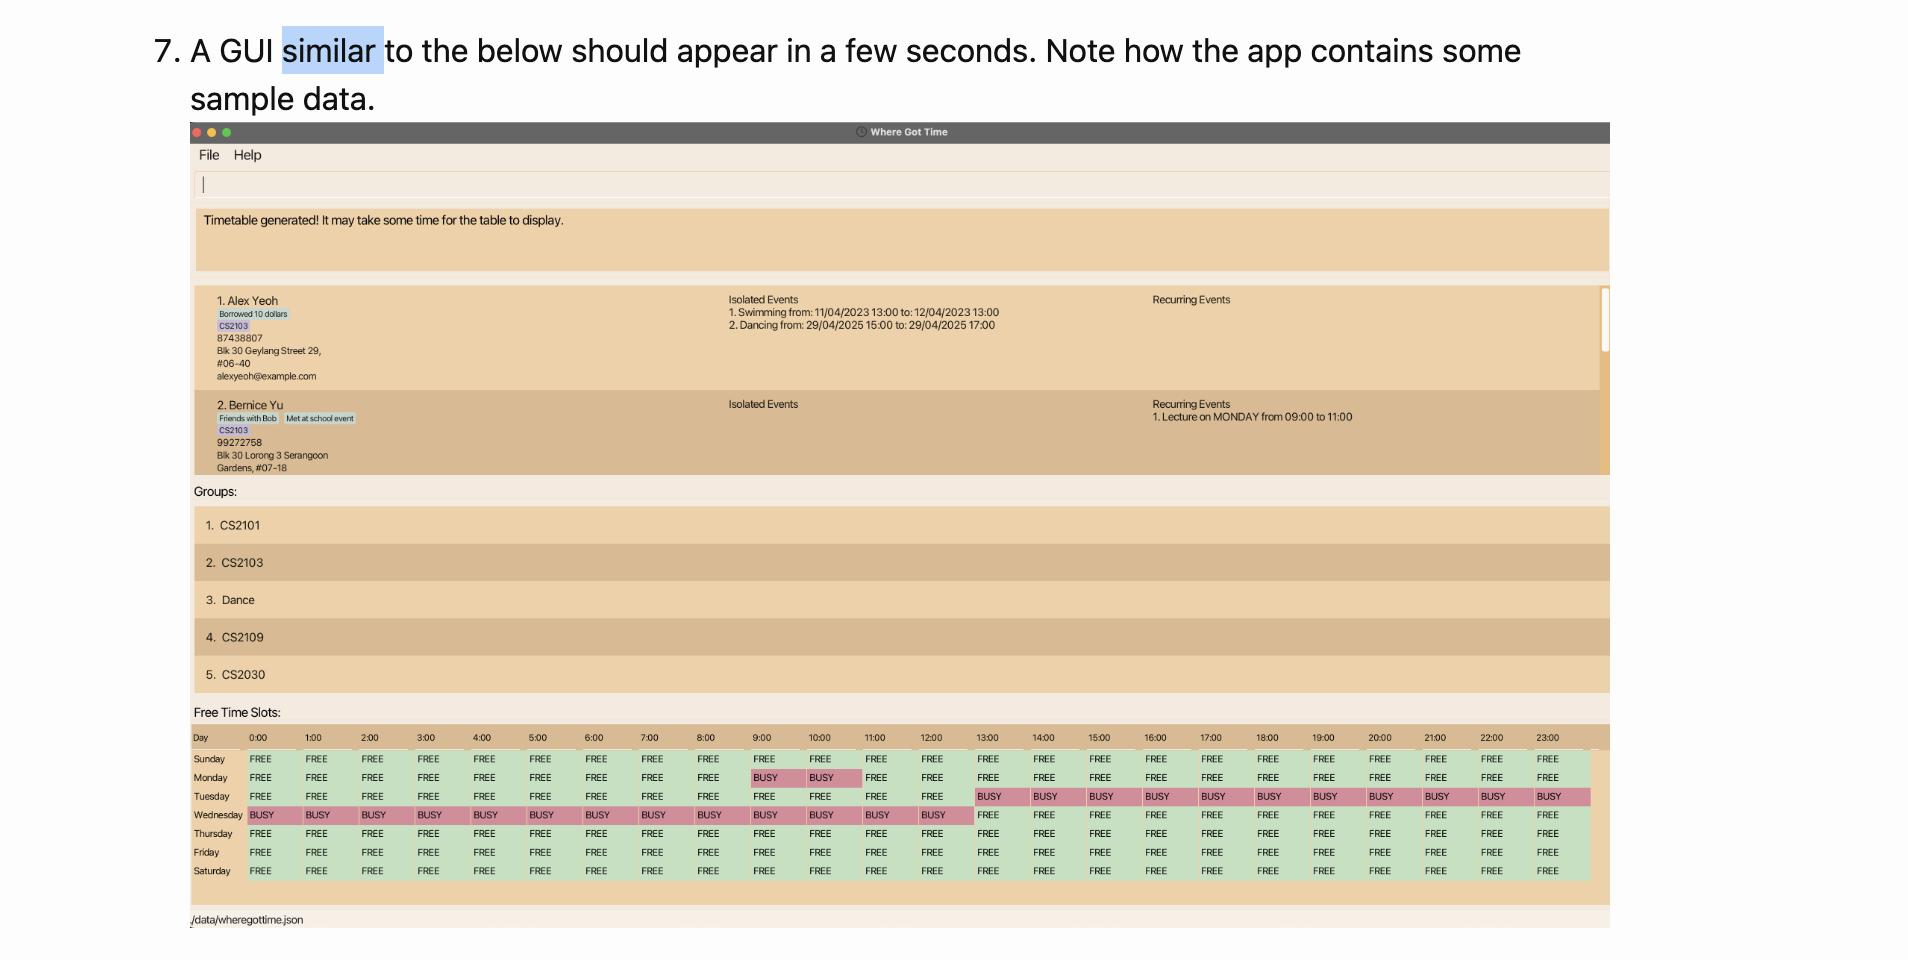 7. A GUI similar to the below should appear in a few seconds. Note how the app contains some
sample data.
Where Got Time
File Help
Timetable generated! It may take some time for the table to display.
1. Alex Yeoh
Borrowed 10 dollars
CS2103
87438807
Blk 30 Geylang Street 29,
#06-40
alexyeoh@example.com
Isolated Events
1. Swimming from: 11/04/2023 13:00 to: 12/04/2023 13:00
2. Dancing from: 29/04/2025 15:00 to: 29/04/2025 17:00
Recurring Events
2. Bernice Yu
Friends with Bob Met at school event
CS2103
99272758
Blk 30 Lorong 3 Serangoon
Gardens, #07-18
Isolated Events
Recurring Events
1. Lecture on MONDAY from 09:00 to 11:00
Groups:
1. CS2101
2. CS2103
3. Dance
4. CS2109
5. CS2030
Free Time Slots:
Day 0:00 1:00 2:00 3:00 4:00 5:00 6:00 7:00 8:00 9:00 10:00 11:00 12:00 13:00 14:00 15:00 16:00 17:00 18:00 19:00 20:00 21:00 22:00 23:00
Sunday FREE FREE FREE FREE FREE FREE FREE FREE FREE FREE FREE FREE FREE FREE FREE FREE FREE FREE FREE FREE FREE FREE FREE FREE
Monday FREE FREE FREE FREE FREE FREE FREE FREE FREE BUSY BUSY FREE FREE FREE FREE FREE FREE FREE FREE FREE FREE FREE FREE FREE
Tuesday FREE FREE FREE FREE FREE FREE FREE FREE FREE FREE FREE FREE FREE BUSY BUSY BUSY BUSY BUSY BUSY BUSY BUSY BUSY BUSY BUSY
Wednesday BUSY BUSY BUSY BUSY BUSY BUSY BUSY BUSY BUSY BUSY BUSY BUSY BUSY FREE FREE FREE FREE FREE FREE FREE FREE FREE FREE FREE
Thursday FREE FREE FREE FREE FREE FREE FREE FREE FREE FREE FREE FREE FREE FREE FREE FREE FREE FREE FREE FREE FREE FREE FREE FREE
Friday FREE FREE FREE FREE FREE FREE FREE FREE FREE FREE FREE FREE FREE FREE FREE FREE FREE FREE FREE FREE FREE FREE FREE FREE
Saturday FREE FREE FREE FREE FREE FREE FREE FREE FREE FREE FREE FREE FREE FREE FREE FREE FREE FREE FREE FREE FREE FREE FREE FREE
./data/wheregottime.json